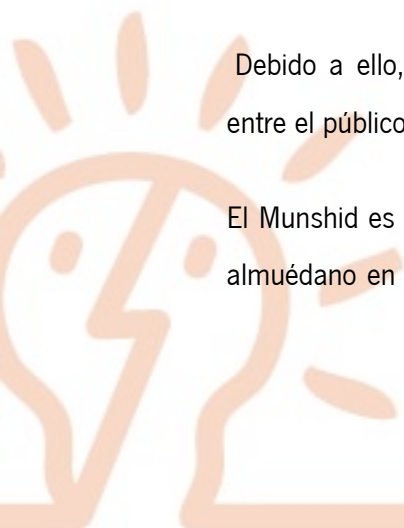 Debido a ello,
entre el público
El Munshid es
almuédano en